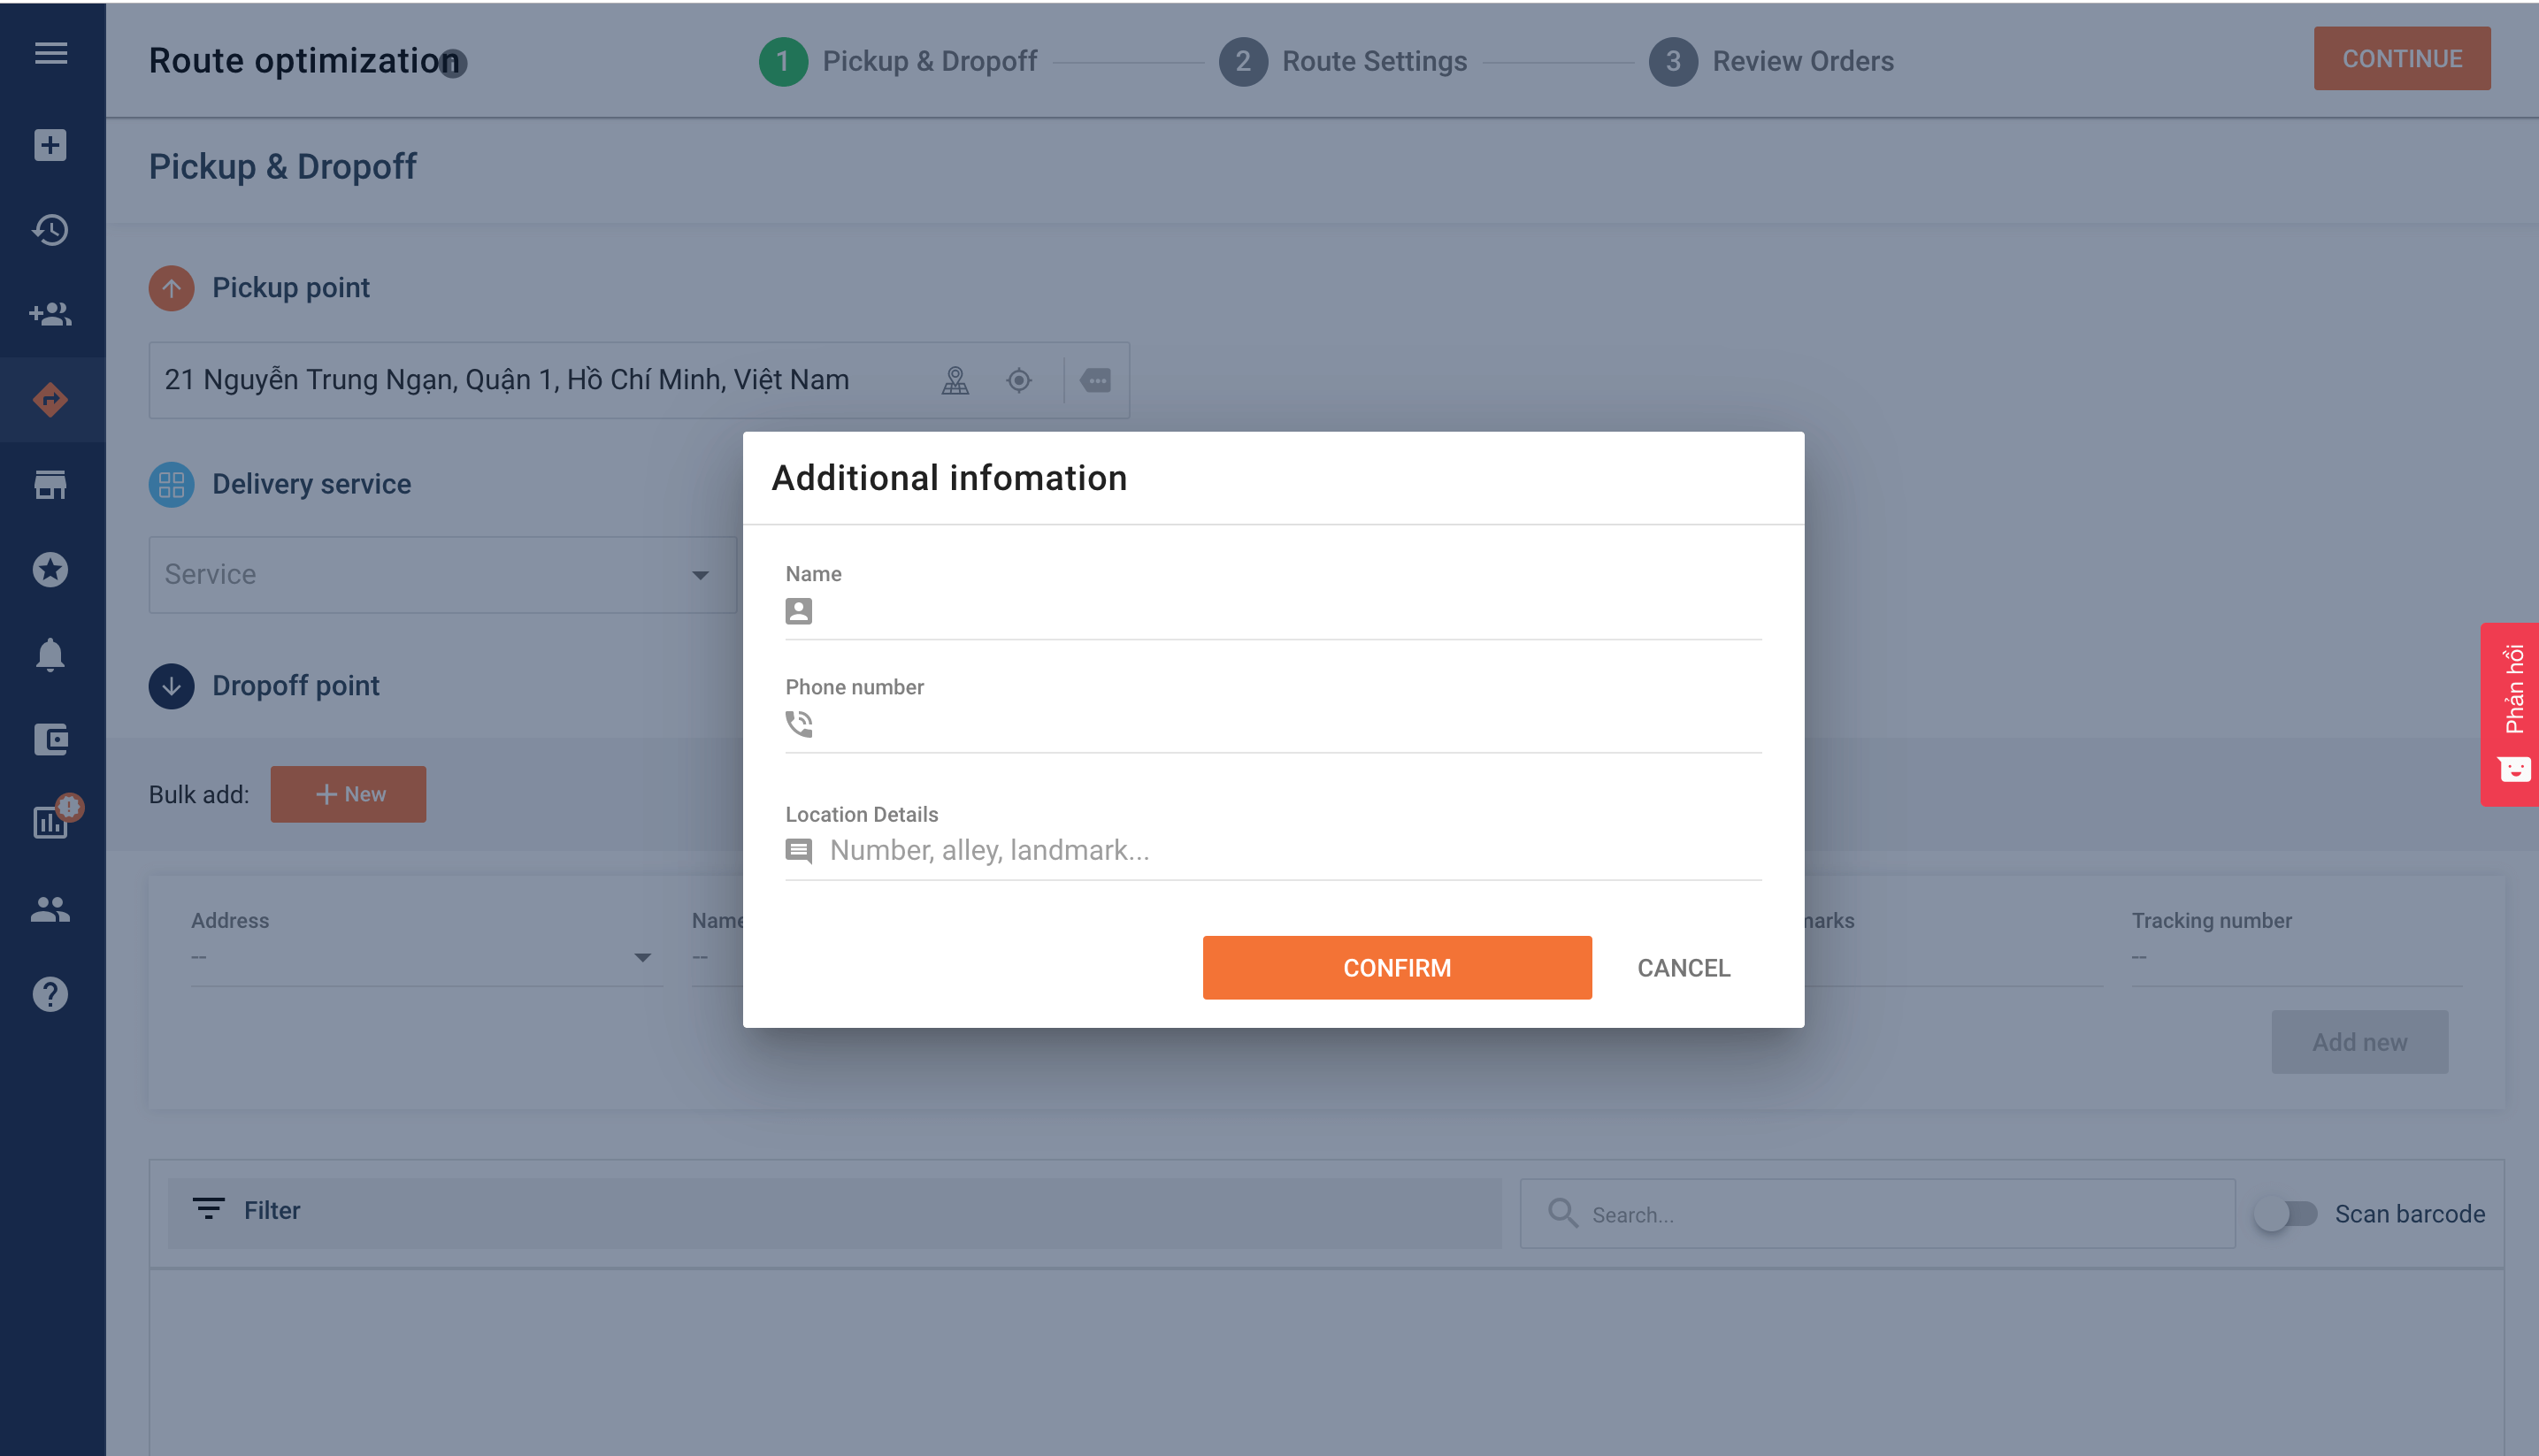 Route optimization
1 Pickup & Dropoff
2 Route Settings
3 Review Orders
CONTINUE
Pickup & Dropoff
Pickup point
21 Nguyễn Trung Ngạn, Quận 1, Hồ Chí Minh, Việt Nam
Delivery service
Service
Dropoff point
Bulk add:
New
Additional infomation
Name
Phone number
Location Details
Number, alley, landmark...
CONFIRM
CANCEL
Phản hồi
Address
--
Name
--
marks
Tracking number
--
Add new
Filter
Search...
Scan barcode